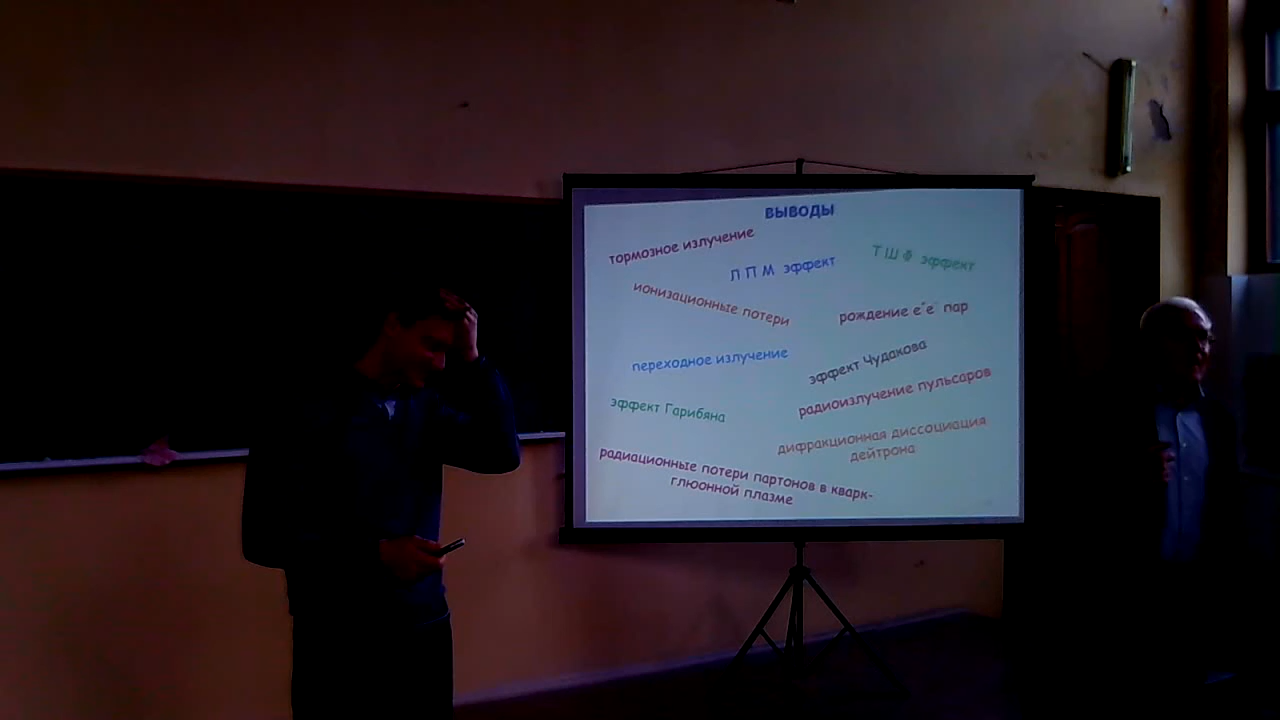 ВЫВОДЫ
тормозное излучение
Л П М эффект
Т Ш Ф эффект
ионизационные потери
рождение e⁺e⁻ пар
переходное излучение
эффект Чудакова
радиоизлучение пульсаров
эффект Гарибяна
дифракционная диссоциация
дейтрона
радиационные потери партонов в кварк-
глюонной плазме